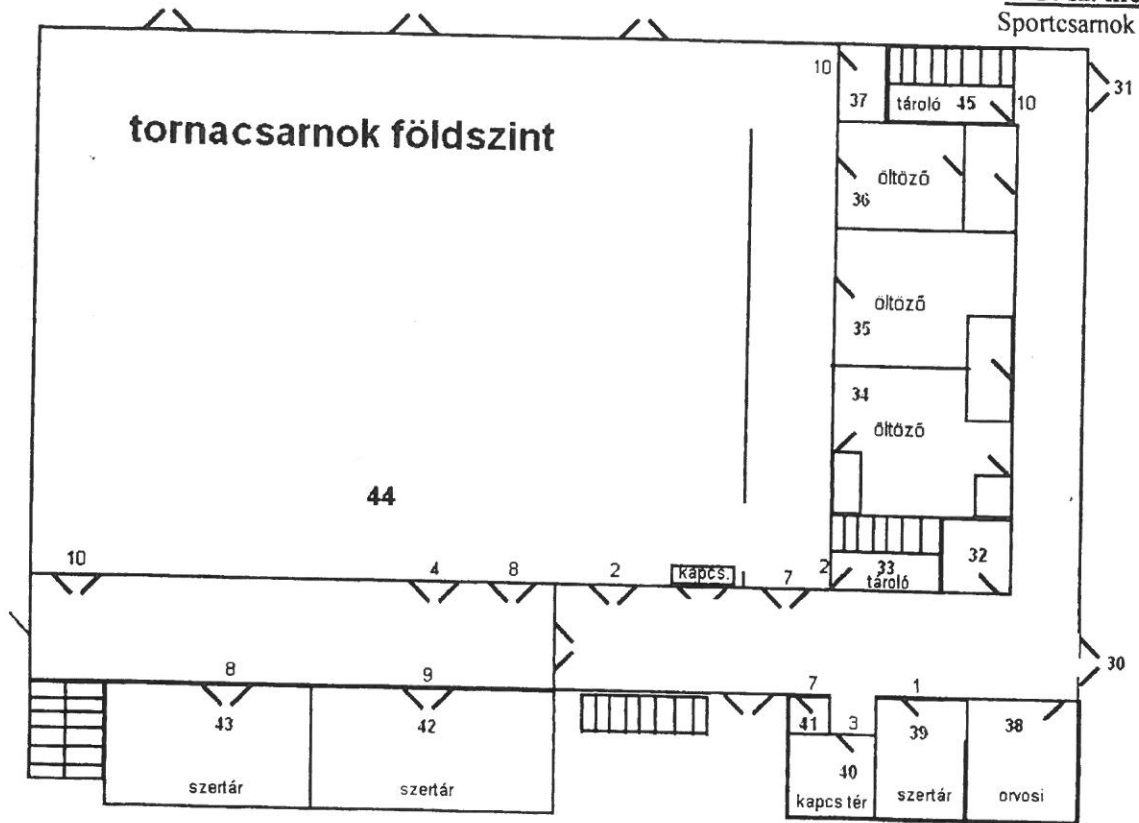 Sportcsarnok
31
10
37
tároló 45
10
tornacsarnok földszint
öltöző
36
öltöző
35
34
öltöző
44
10
4
8
2
kapcs.
7
2
33
tároló
32
30
8
9
7
1
43
42
41
3
39
38
40
szertár
szertár
kapcs tér
szertár
orvosi